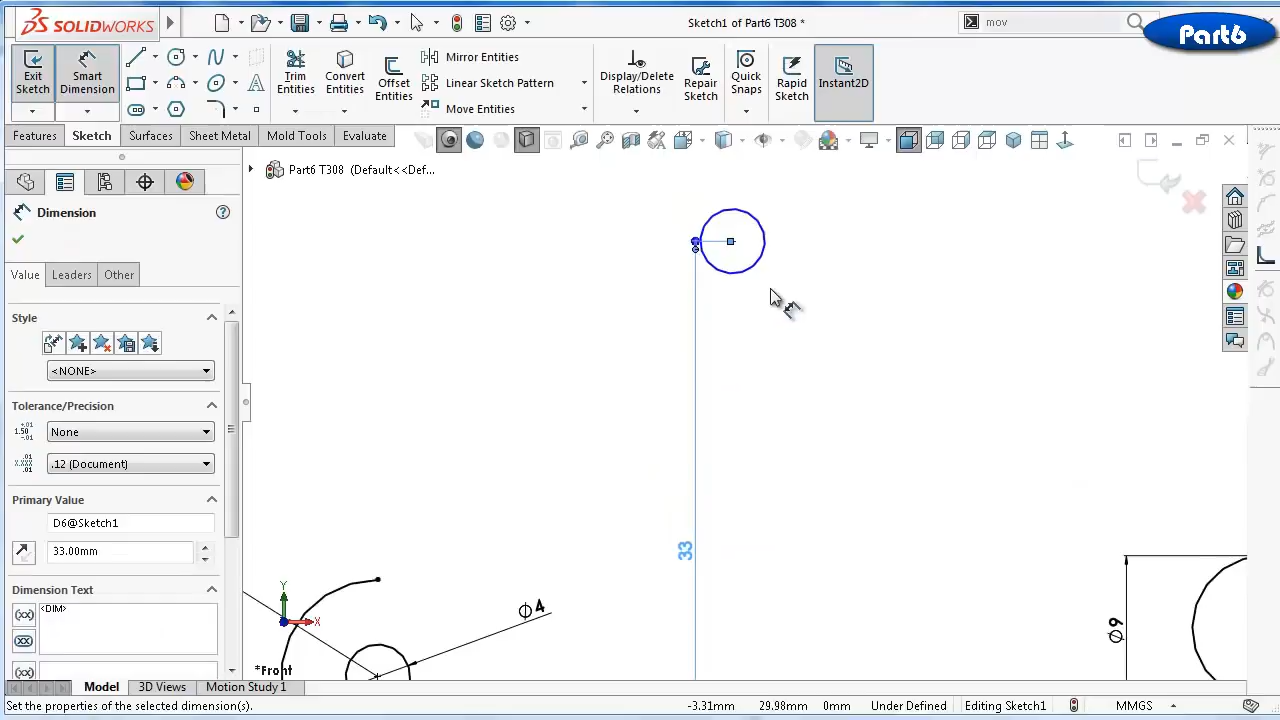 SOLIDWORKS
Sketch1 of Part6 T308 *
mov
Part6
Exit Sketch
Smart Dimension
Trim Entities
Convert Entities
Offset Entities
Mirror Entities
Linear Sketch Pattern
Move Entities
Display/Delete Relations
Repair Sketch
Quick Snaps
Rapid Sketch
Instant2D
Features
Sketch
Surfaces
Sheet Metal
Mold Tools
Evaluate
Part6 T308 (Default<<Def...
Dimension
Value
Leaders
Other
Style
<NONE>
Tolerance/Precision
None
.12 (Document)
Primary Value
D6@Sketch1
33.00mm
Dimension Text
<DIM>
33
Y
X
Ø4
Ø9
*Front
Model
3D Views
Motion Study 1
Set the properties of the selected dimension(s).
-3.31mm
29.98mm
0mm
Under Defined
Editing Sketch1
MMGS